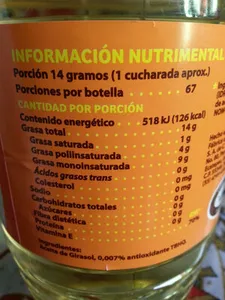 INFORMACIÓN NUTRIMENTAL
Porción 14 gramos (1 cucharada aprox.)
Porciones por botella 67
CANTIDAD POR PORCIÓN
Contenido energético 518 kJ (126 kcal)
Grasa total 14 g
Grasa saturada 1 g
Grasa poliinsaturada 4 g
Grasa monoinsaturada 9 g
Ácidos grasos trans 0 g
Colesterol 0 mg
Sodio 0 mg
Carbohidratos totales 0 g
Azúcares 0 g
Fibra dietética 0 g
Proteína
Vitamina E
Ingredientes:
Aceite de Girasol, 0,007% antioxidante TBHQ.